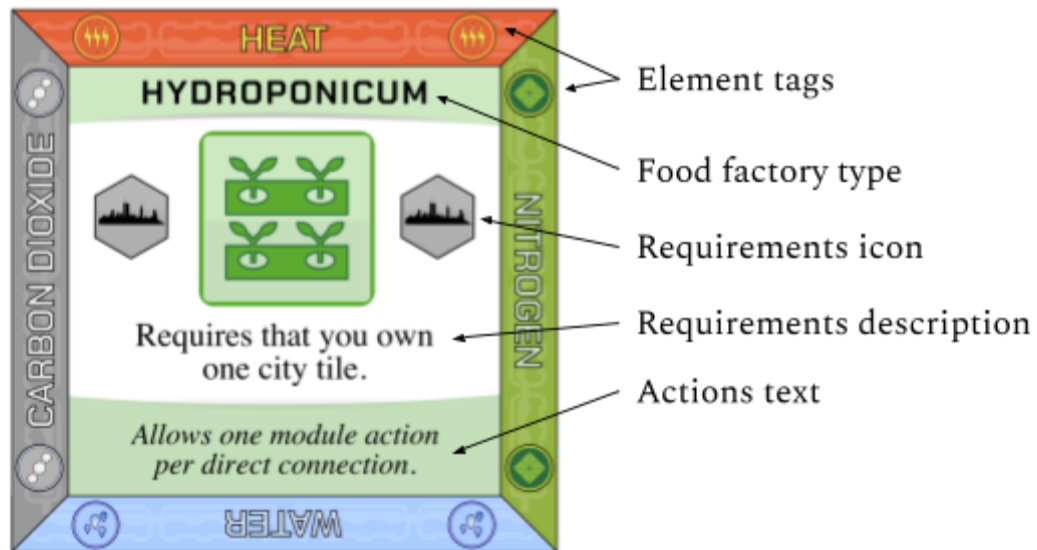 HEAT
HYDROPONICUM
CARBON DIOXIDE
NITROGEN
Requires that you own
one city tile.
Allows one module action
per direct connection.
WATER
Element tags
Food factory type
Requirements icon
Requirements description
Actions text